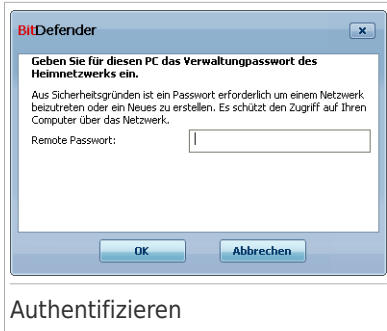 BitDefender
Geben Sie für diesen PC das Verwaltungpasswort des
Heimnetzwerks ein.
Aus Sicherheitsgründen ist ein Passwort erforderlich um einem Netzwerk
beizutreten oder ein Neues zu erstellen. Es schützt den Zugriff auf Ihren
Computer über das Netzwerk.
Remote Passwort:
OK
Abbrechen
Authentifizieren